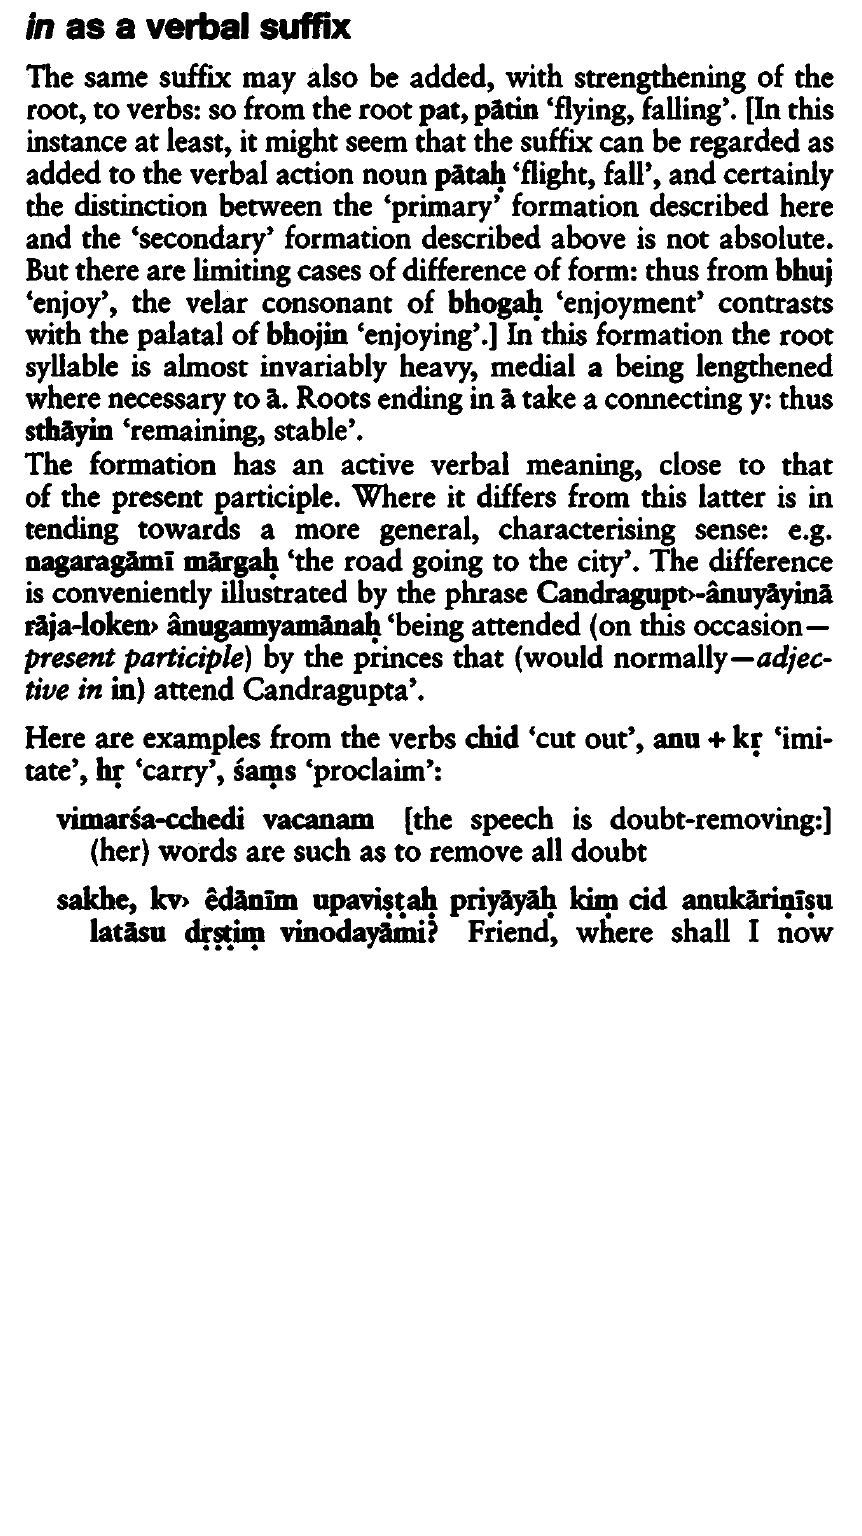 in as a verbal suffix
The same suffix may also be added, with strengthening of the
root, to verbs: so from the root pat, pātin ‘flying, falling’. [In this
instance at least, it might seem that the suffix can be regarded as
added to the verbal action noun pātaḥ ‘flight, fall’, and certainly
the distinction between the ‘primary’ formation described here
and the ‘secondary’ formation described above is not absolute.
But there are limiting cases of difference of form: thus from bhuj
‘enjoy’, the velar consonant of bhogaḥ ‘enjoyment’ contrasts
with the palatal of bhojin ‘enjoying’.] In this formation the root
syllable is almost invariably heavy, medial a being lengthened
where necessary to ā. Roots ending in ā take a connecting y: thus
sthāyin ‘remaining, stable’.
The formation has an active verbal meaning, close to that
of the present participle. Where it differs from this latter is in
tending towards a more general, characterising sense: e.g.
nagaragāmī mārgaḥ ‘the road going to the city’. The difference
is conveniently illustrated by the phrase Candragupt›-ânuyāyinā
rāja-loken› ânugamyamānaḥ ‘being attended (on this occasion—
present participle) by the princes that (would normally—adjec-
tive in in) attend Candragupta’.
Here are examples from the verbs chid ‘cut out’, anu + kṛ ‘imi-
tate’, hṛ ‘carry’, śaṃs ‘proclaim’:
vimarśa-cchedi vacanam [the speech is doubt-removing:]
(her) words are such as to remove all doubt
sakhe, kv› êdānīm upaviṣṭaḥ priyāyāḥ kiṃ cid anukāriṇīṣu
latāsu dṛṣṭiṃ vinodayāmi? Friend, where shall I now